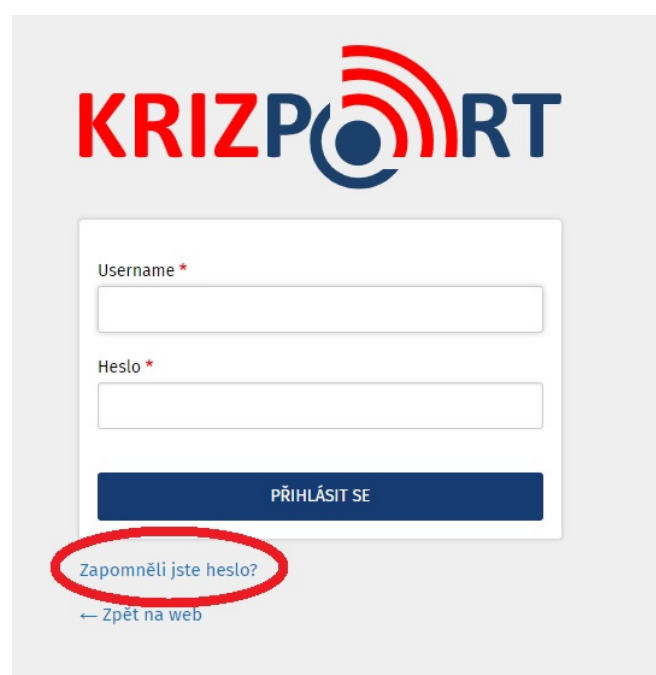 KRIZPORT
Username *
Heslo *
PŘIHLÁSIT SE
Zapomněli jste heslo?
← Zpět na web